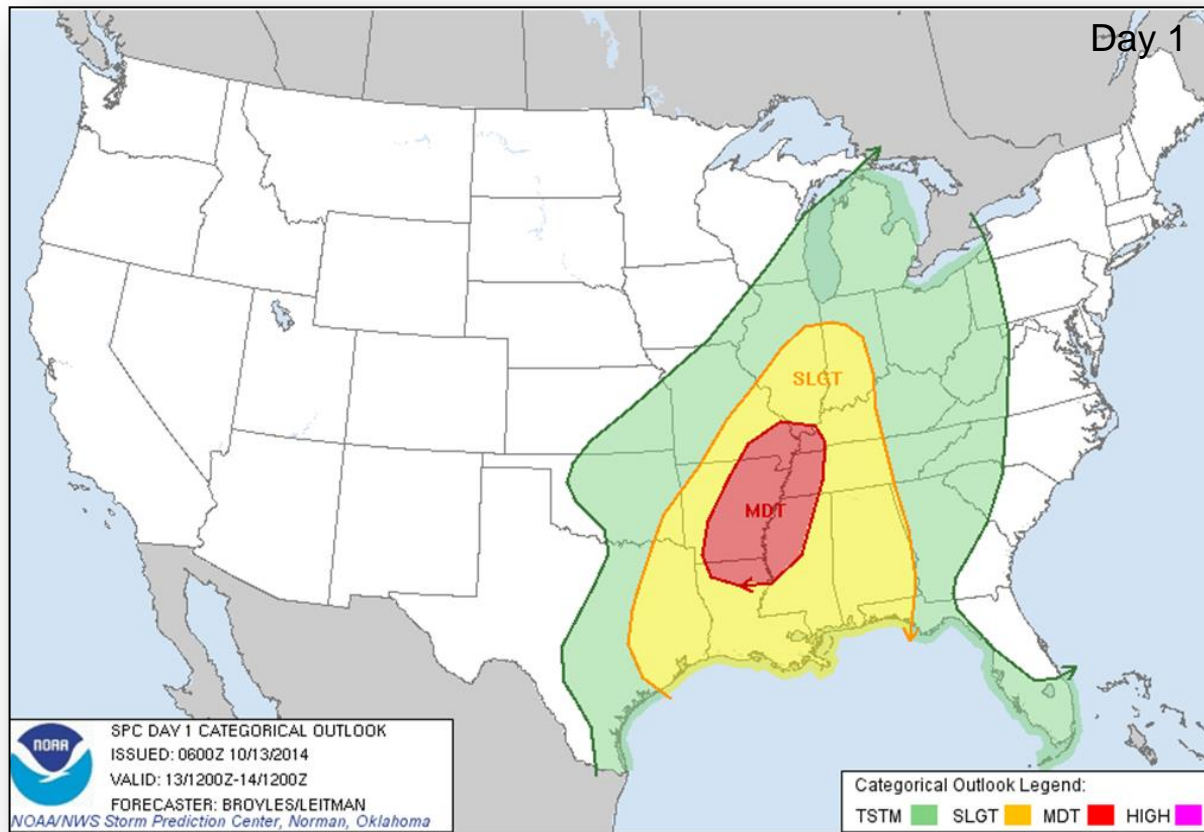 Day 1
SLGT
MDT
NOAA
SPC DAY 1 CATEGORICAL OUTLOOK
ISSUED: 0600Z 10/13/2014
VALID: 13/1200Z-14/1200Z
FORECASTER: BROYLES/LEITMAN
NOAA/NWS Storm Prediction Center, Norman, Oklahoma
Categorical Outlook Legend:
TSTM SLGT MDT HIGH